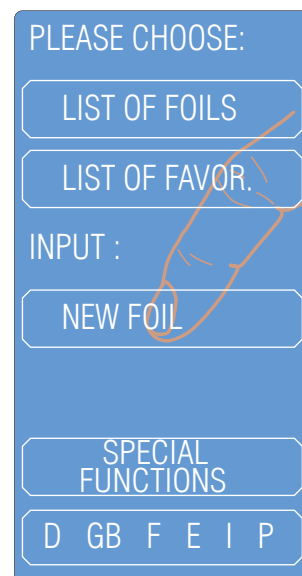 PLEASE CHOOSE:
LIST OF FOILS
LIST OF FAVOR.
INPUT :
NEW FOIL
SPECIAL
FUNCTIONS
D GB F E I P